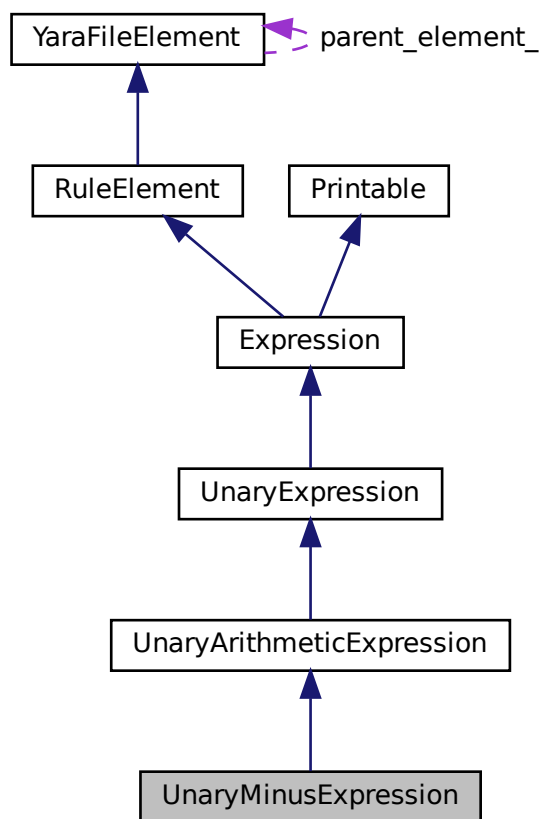 YaraFileElement
parent_element_
RuleElement
Printable
Expression
UnaryExpression
UnaryArithmeticExpression
UnaryMinusExpression